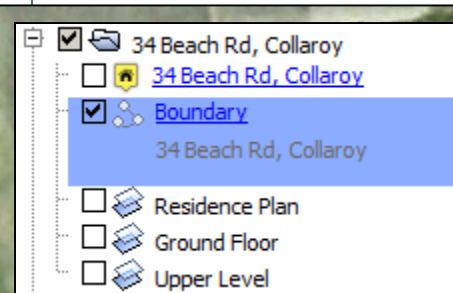 34 Beach Rd, Collaroy
34 Beach Rd, Collaroy
Boundary
34 Beach Rd, Collaroy
Residence Plan
Ground Floor
Upper Level